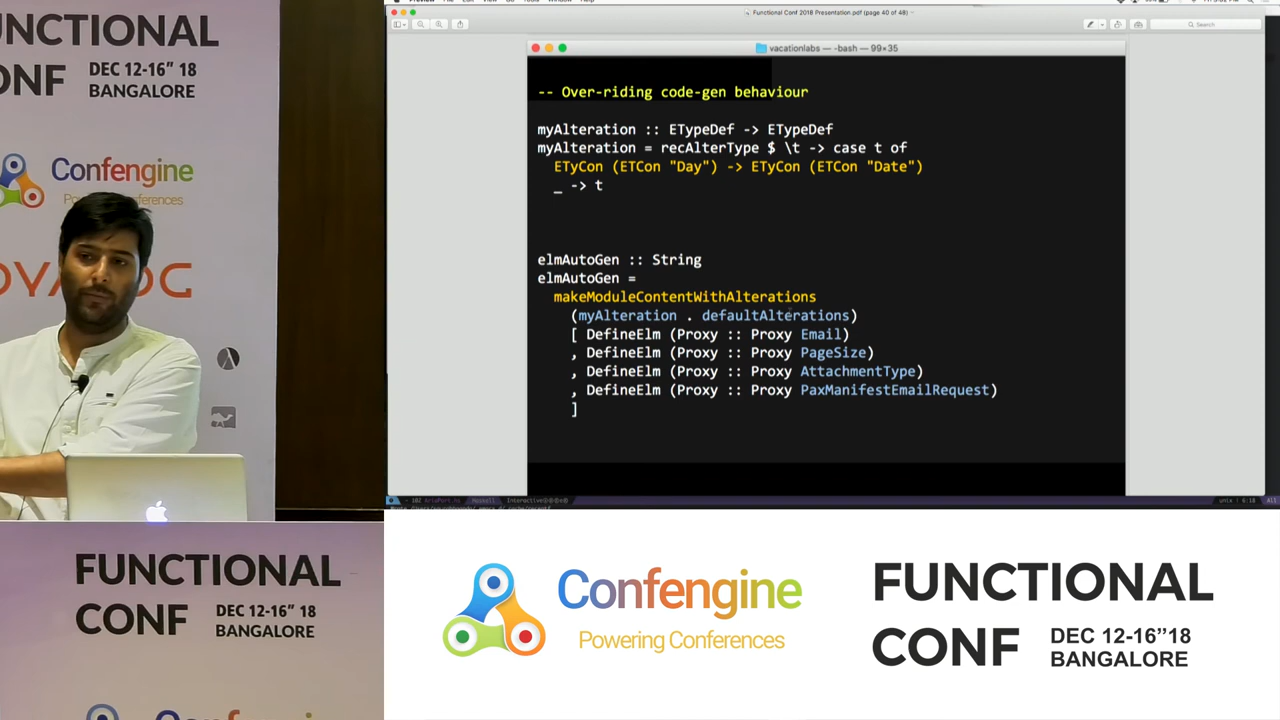 NCTIONAL
ONF
DEC 12-16" 18
BANGALORE
Confengine
FUNCTIONAL
CONF
DEC 12-16" 18
BANGALORE
Functional Conf 2018 Presentation.pdf (page 40 of 48)
Search
vacationlabs — -bash — 99×35
-- Over-riding code-gen behaviour
myAlteration :: ETypeDef -> ETypeDef
myAlteration = recAlterType $ \t -> case t of
ETyCon (ETCon "Day") -> ETyCon (ETCon "Date")
_ -> t
elmAutoGen :: String
elmAutoGen =
makeModuleContentWithAlterations
(myAlteration . defaultAlterations)
[ DefineElm (Proxy :: Proxy Email)
, DefineElm (Proxy :: Proxy PageSize)
, DefineElm (Proxy :: Proxy AttachmentType)
, DefineElm (Proxy :: Proxy PaxManifestEmailRequest)
]
Confengine
Powering Conferences
FUNCTIONAL
CONF
DEC 12-16"18
BANGALORE